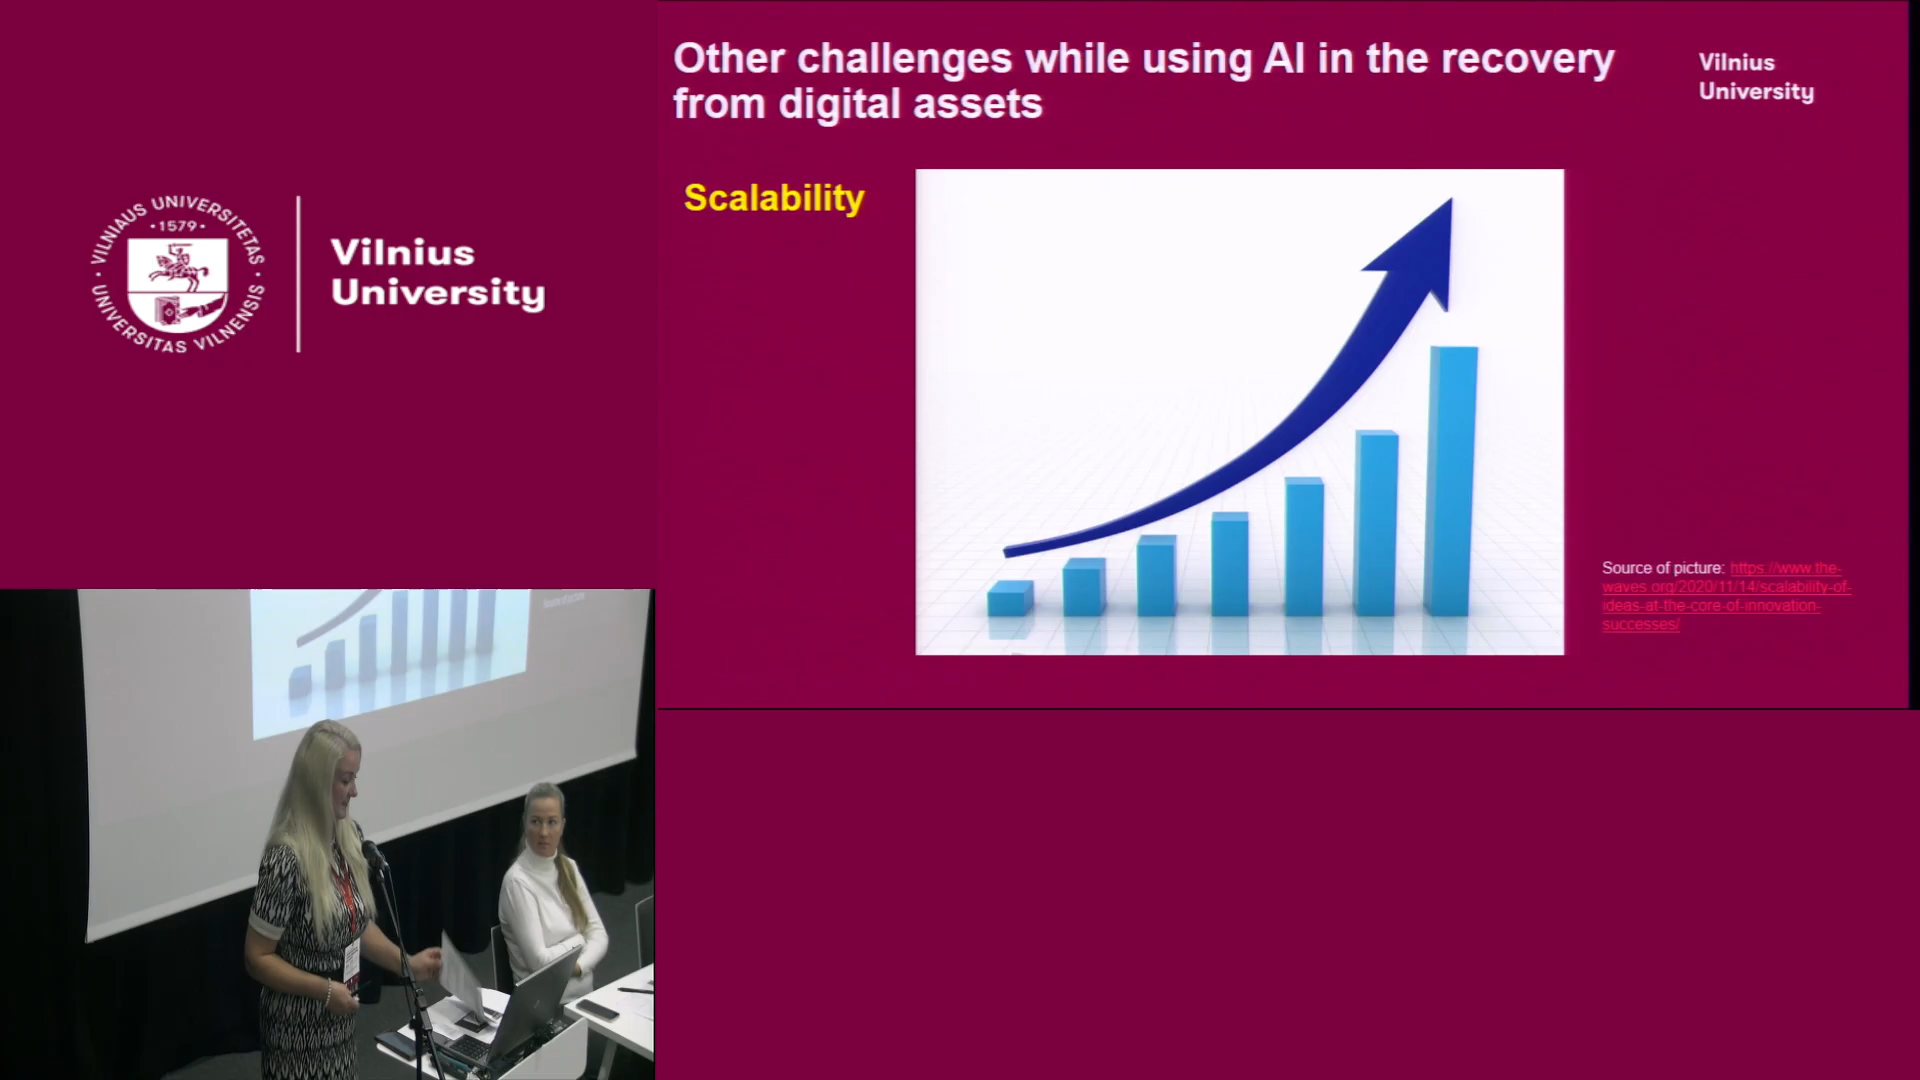 VILNIAUS UNIVERSITETAS
1579
UNIVERSITAS VILNENSIS
Vilnius
University
Other challenges while using AI in the recovery
from digital assets
Vilnius
University
Scalability
Source of picture: https://www.the-
waves.org/2020/11/14/scalability-of-
ideas-at-the-core-of-innovation-
successes/